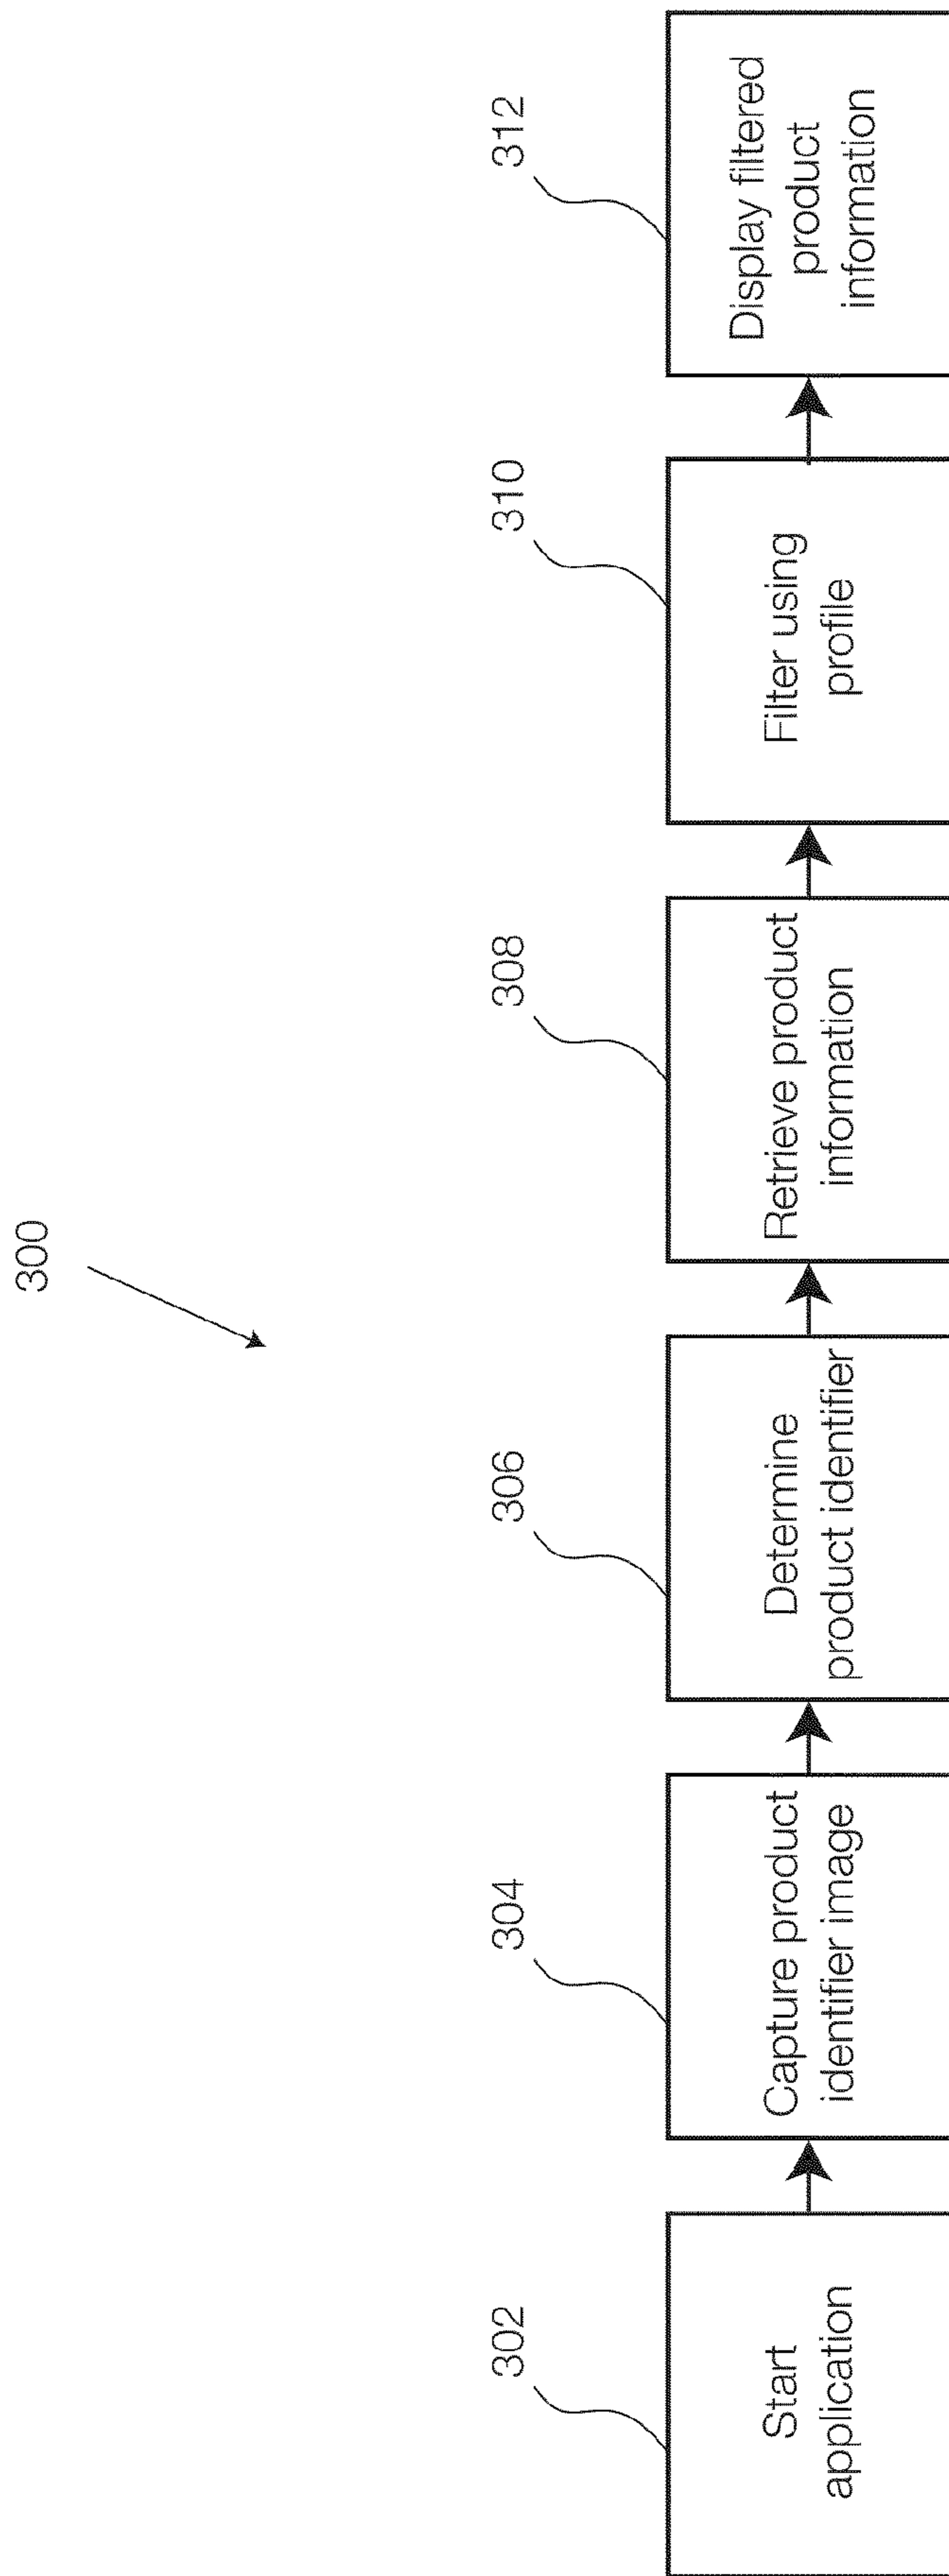 300
302
Start
application
304
Capture product
identifier image
306
Determine
product identifier
308
Retrieve product
information
310
Filter using
profile
312
Display filtered
product
information